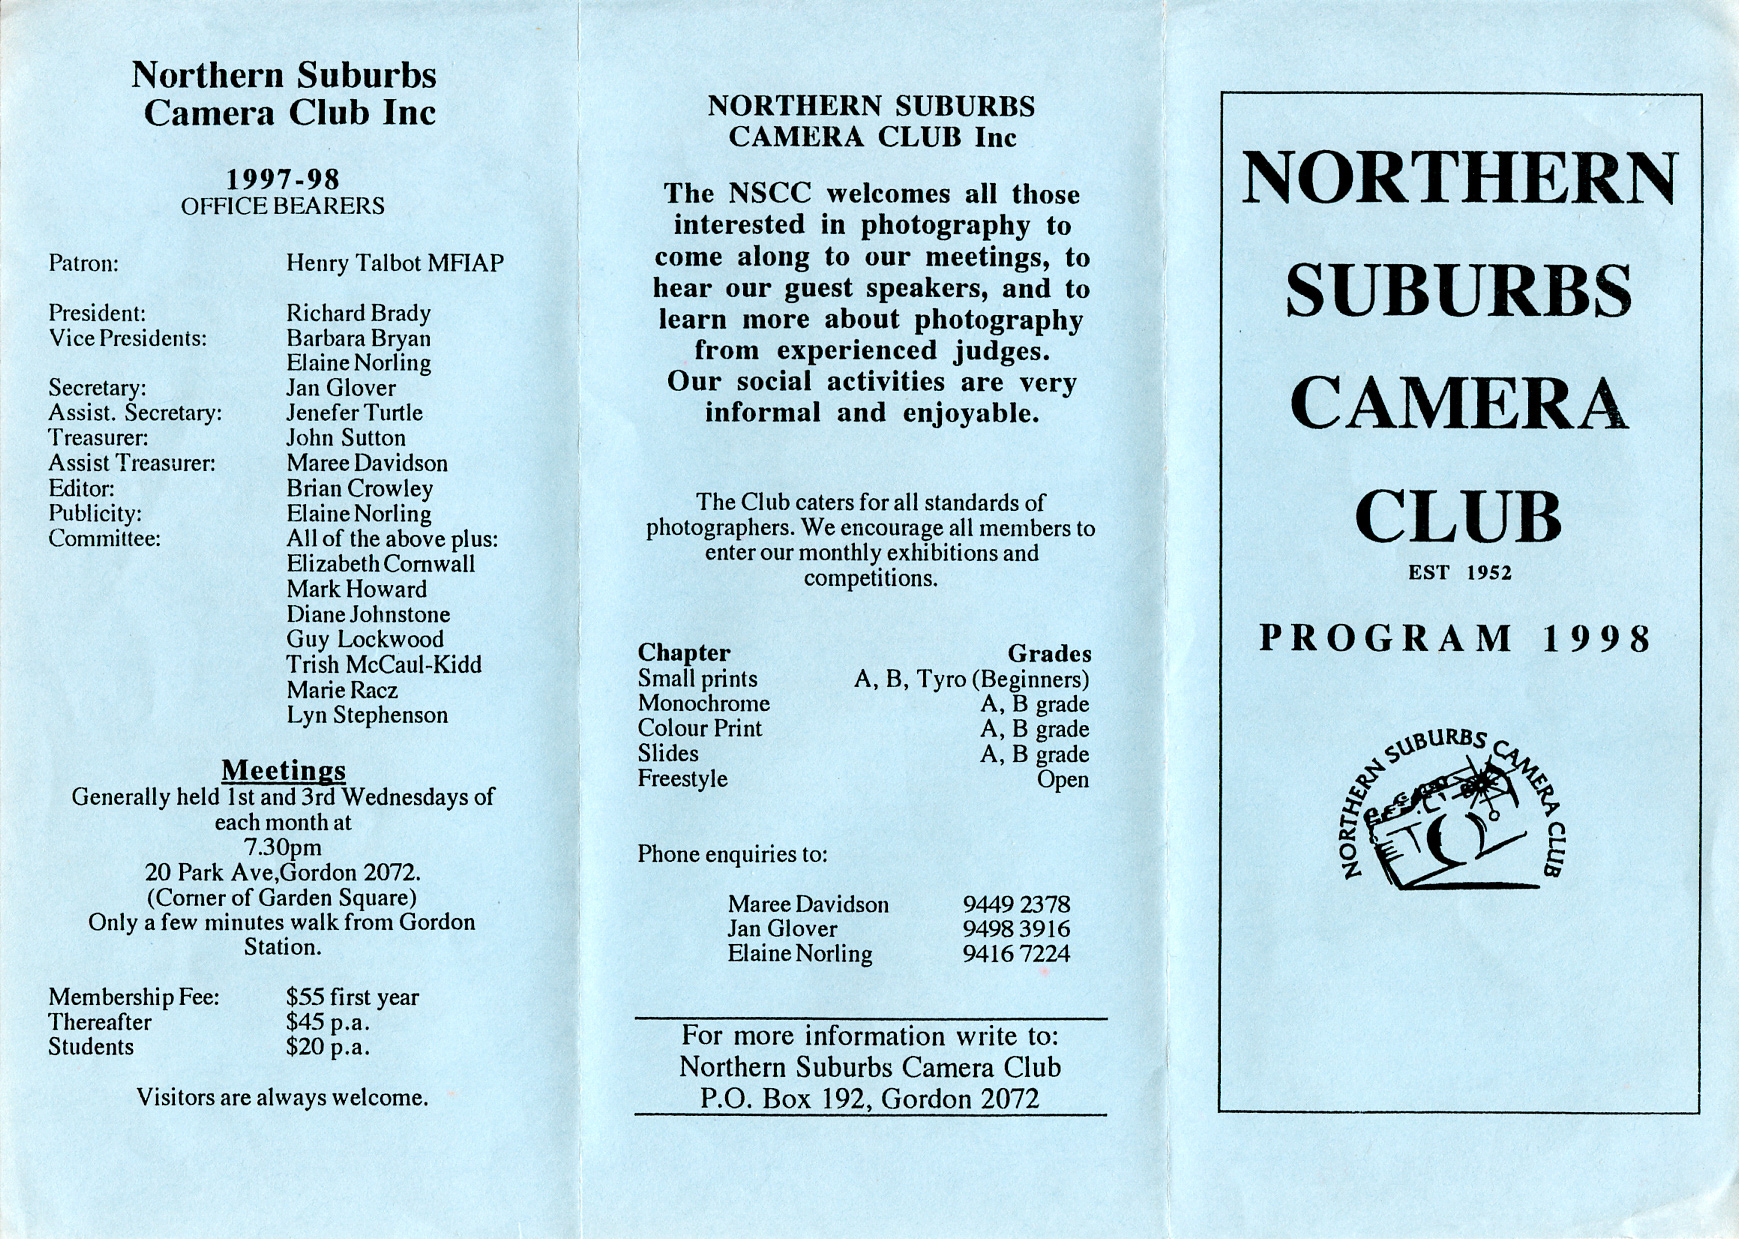 Northern Suburbs
Camera Club Inc
1997-98
OFFICE BEARERS
Patron: Henry Talbot MFIAP
President: Richard Brady
Vice Presidents: Barbara Bryan
Elaine Norling
Secretary: Jan Glover
Assist. Secretary: Jenefer Turtle
Treasurer: John Sutton
Assist Treasurer: Maree Davidson
Editor: Brian Crowley
Publicity: Elaine Norling
Committee: All of the above plus:
Elizabeth Cornwall
Mark Howard
Diane Johnstone
Guy Lockwood
Trish McCaul-Kidd
Marie Racz
Lyn Stephenson
Meetings
Generally held 1st and 3rd Wednesdays of
each month at
7.30pm
20 Park Ave,Gordon 2072.
(Corner of Garden Square)
Only a few minutes walk from Gordon
Station.
Membership Fee: $55 first year
Thereafter $45 p.a.
Students $20 p.a.
Visitors are always welcome.
NORTHERN SUBURBS
CAMERA CLUB Inc
The NSCC welcomes all those
interested in photography to
come along to our meetings, to
hear our guest speakers, and to
learn more about photography
from experienced judges.
Our social activities are very
informal and enjoyable.
The Club caters for all standards of
photographers. We encourage all members to
enter our monthly exhibitions and
competitions.
Chapter Grades
Small prints A, B, Tyro (Beginners)
Monochrome A, B grade
Colour Print A, B grade
Slides A, B grade
Freestyle Open
Phone enquiries to:
Maree Davidson 9449 2378
Jan Glover 9498 3916
Elaine Norling 9416 7224
For more information write to:
Northern Suburbs Camera Club
P.O. Box 192, Gordon 2072
NORTHERN
SUBURBS
CAMERA
CLUB
EST 1952
PROGRAM 1998
NORTHERN SUBURBS CAMERA CLUB